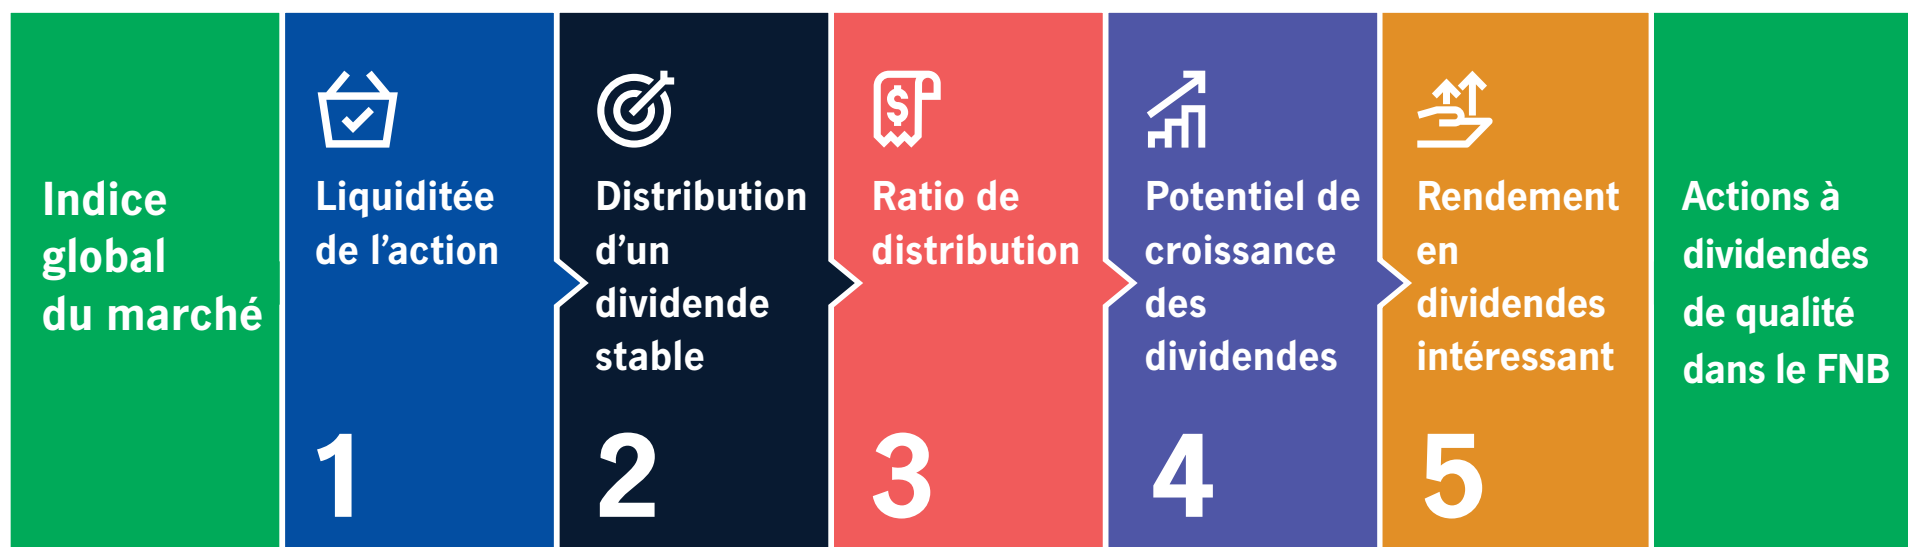 Indice
global
du marché
Liquiditée
de l’action
1
Distribution
d’un
dividende
stable
2
$
Ratio de
distribution
3
Potentiel de
croissance
des
dividendes
4
Rendement
en
dividendes
intéressant
5
Actions à
dividendes
de qualité
dans le FNB